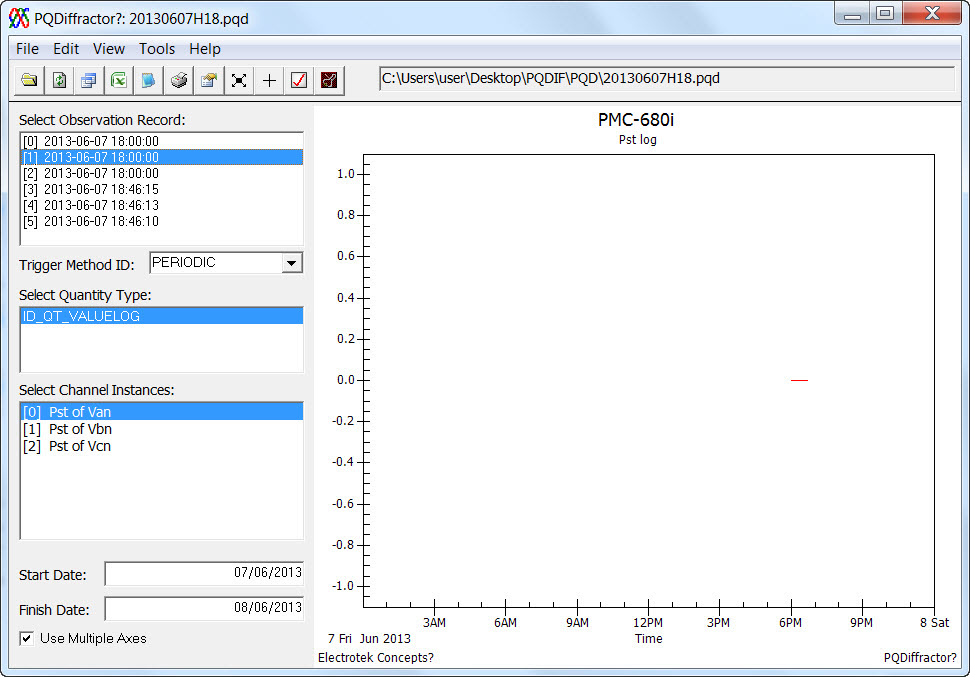 PQDiffractor?: 20130607H18.pqd
File Edit View Tools Help
C:\Users\user\Desktop\PQDIF\PQD\20130607H18.pqd
Select Observation Record:
[0] 2013-06-07 18:00:00
[1] 2013-06-07 18:00:00
[2] 2013-06-07 18:00:00
[3] 2013-06-07 18:46:15
[4] 2013-06-07 18:46:13
[5] 2013-06-07 18:46:10
Trigger Method ID: PERIODIC
Select Quantity Type:
ID_QT_VALUELOG
Select Channel Instances:
[0] Pst of Van
[1] Pst of Vbn
[2] Pst of Vcn
Start Date: 07/06/2013
Finish Date: 08/06/2013
Use Multiple Axes
PMC-680i
Pst log
1.0
0.8
0.6
0.4
0.2
0.0
-0.2
-0.4
-0.6
-0.8
-1.0
3AM 6AM 9AM 12PM 3PM 6PM 9PM 8 Sat
7 Fri Jun 2013 Time
Electrotek Concepts? PQDiffractor?